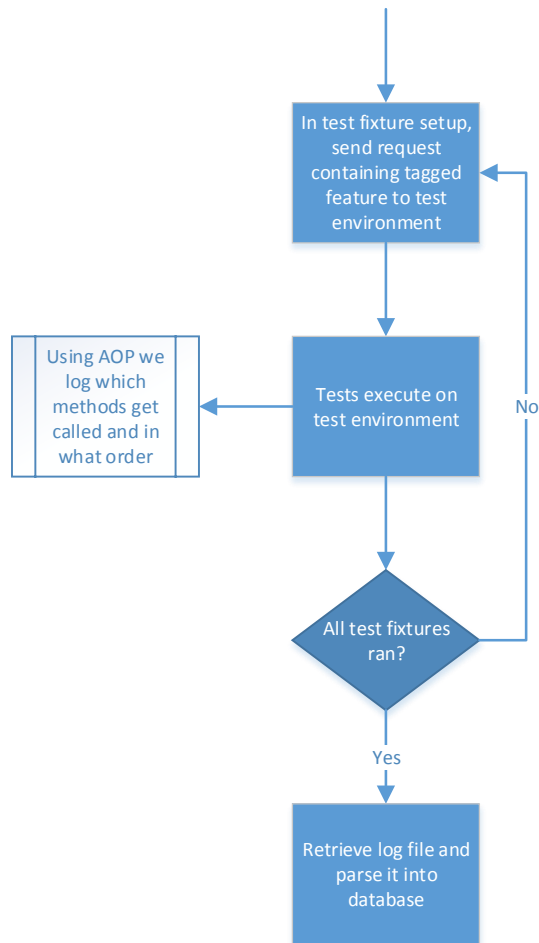 In test fixture setup,
send request
containing tagged
feature to test
environment
Using AOP we
log which
methods get
called and in
what order
Tests execute on
test environment
No
All test fixtures
ran?
Yes
Retrieve log file and
parse it into
database